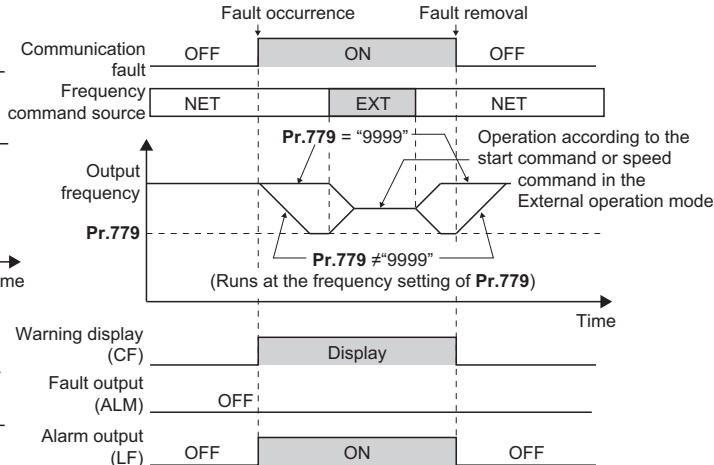 Fault occurrence
Fault removal
Communication
fault
OFF
ON
OFF
Frequency
command source
NET
EXT
NET
Pr.779 = “9999”
Operation according to the
start command or speed
command in the
External operation mode
Output
frequency
Pr.779
Pr.779 ≠“9999”
(Runs at the frequency setting of Pr.779)
Time
me
Warning display
(CF)
Display
Fault output
(ALM)
OFF
Alarm output
(LF)
OFF
ON
OFF